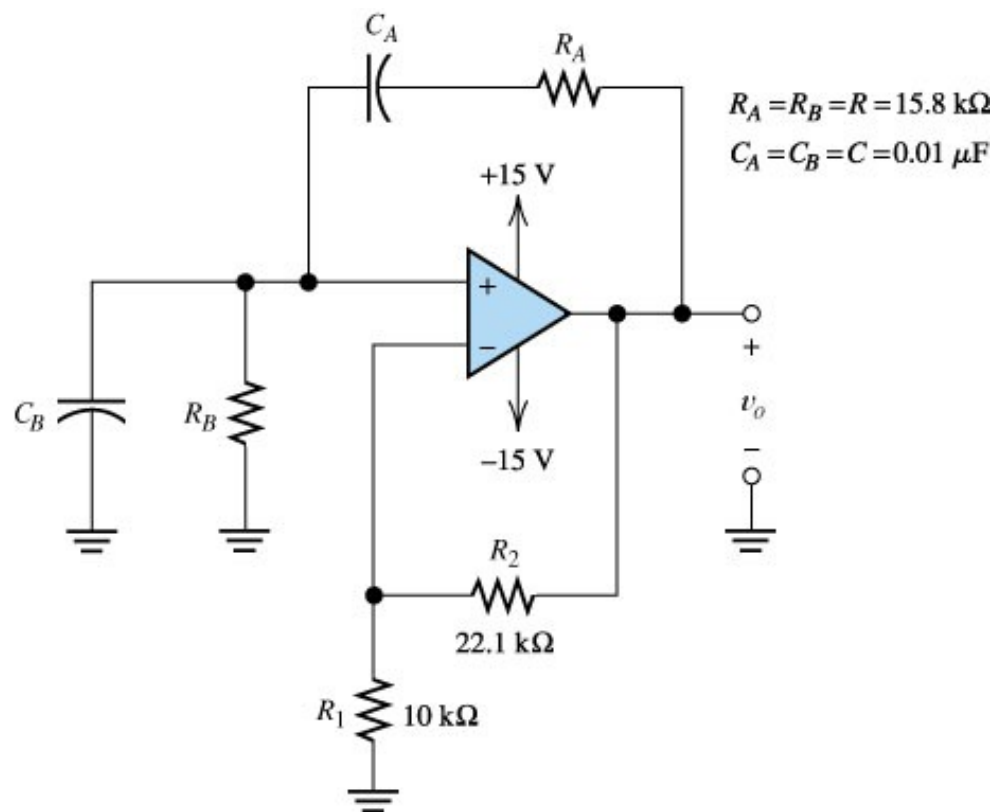 C_A
R_A
R_A = R_B = R = 15.8 kΩ
C_A = C_B = C = 0.01 μF
+15 V
+
−
C_B
R_B
−15 V
+
v_o
−
R_2
22.1 kΩ
R_1 10 kΩ